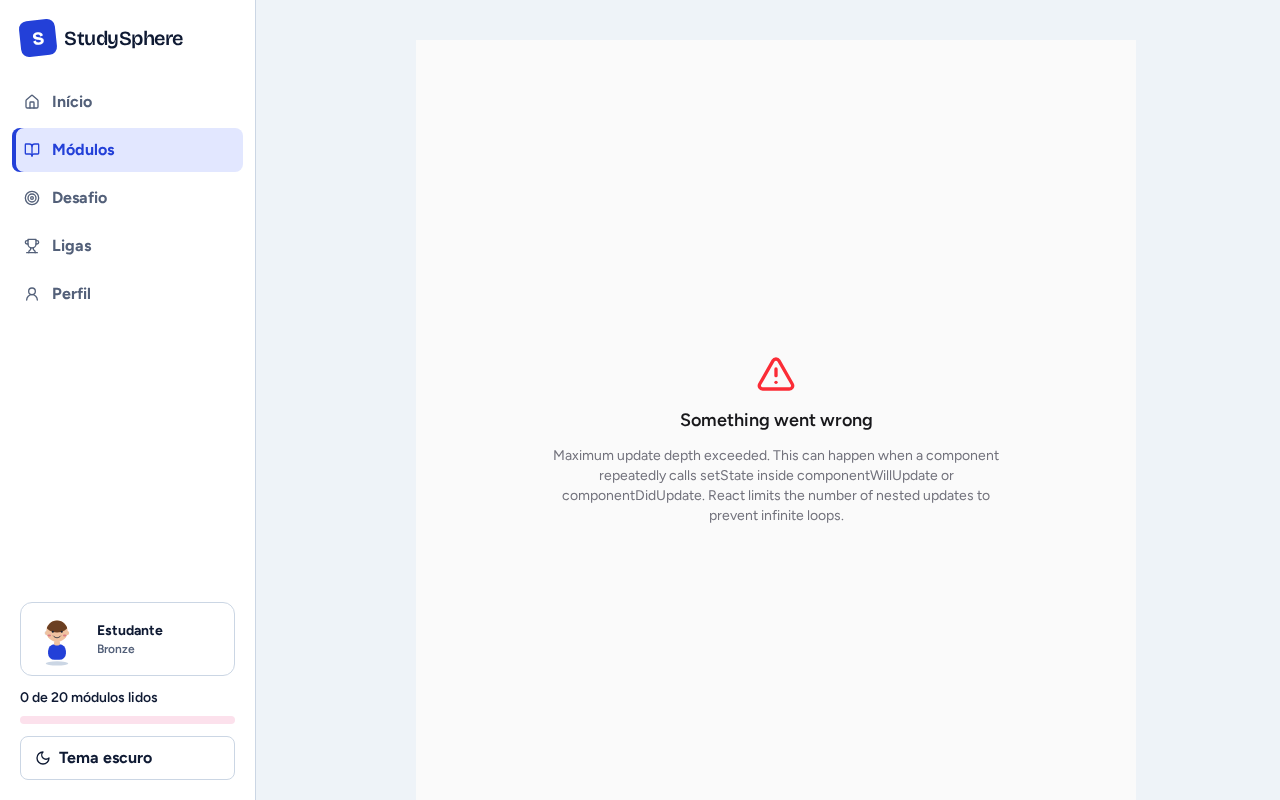 S StudySphere
Início
Módulos
Desafio
Ligas
Perfil
Something went wrong
Maximum update depth exceeded. This can happen when a component
repeatedly calls setState inside componentWillUpdate or
componentDidUpdate. React limits the number of nested updates to
prevent infinite loops.
Estudante
Bronze
0 de 20 módulos lidos
Tema escuro